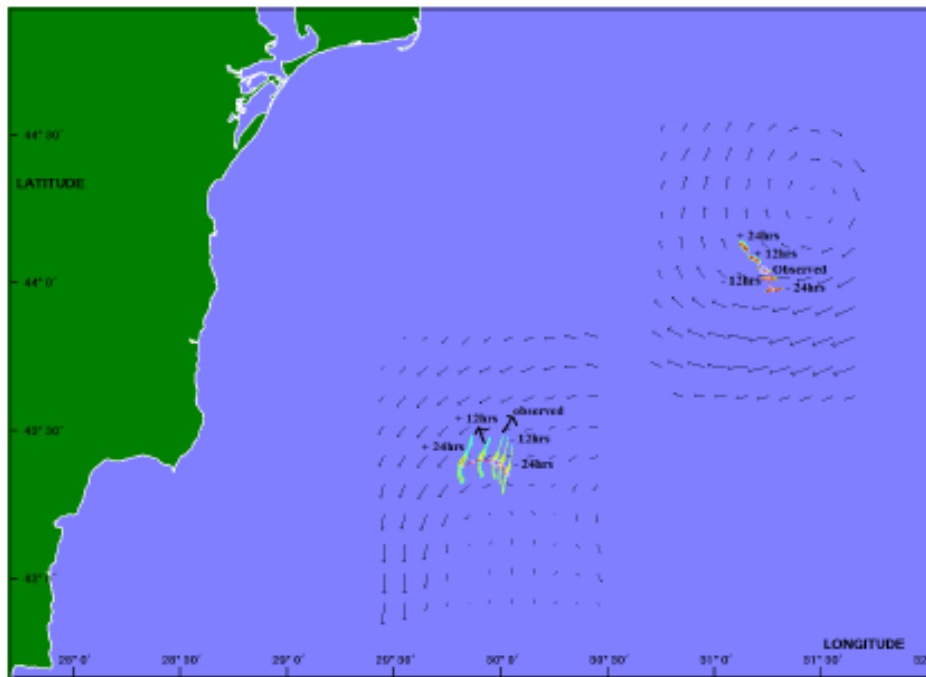 44°30'
LATITUDE
+ 24hrs
+ 12hrs
Observed
- 12hrs
- 24hrs
44° 0'
observed
+ 12hrs
43°30'
+ 24hrs
12hrs
- 24hrs
LONGITUDE
28° 0'
28°30'
29° 0'
29°30'
30° 0'
30°30'
31° 0'
31°30'